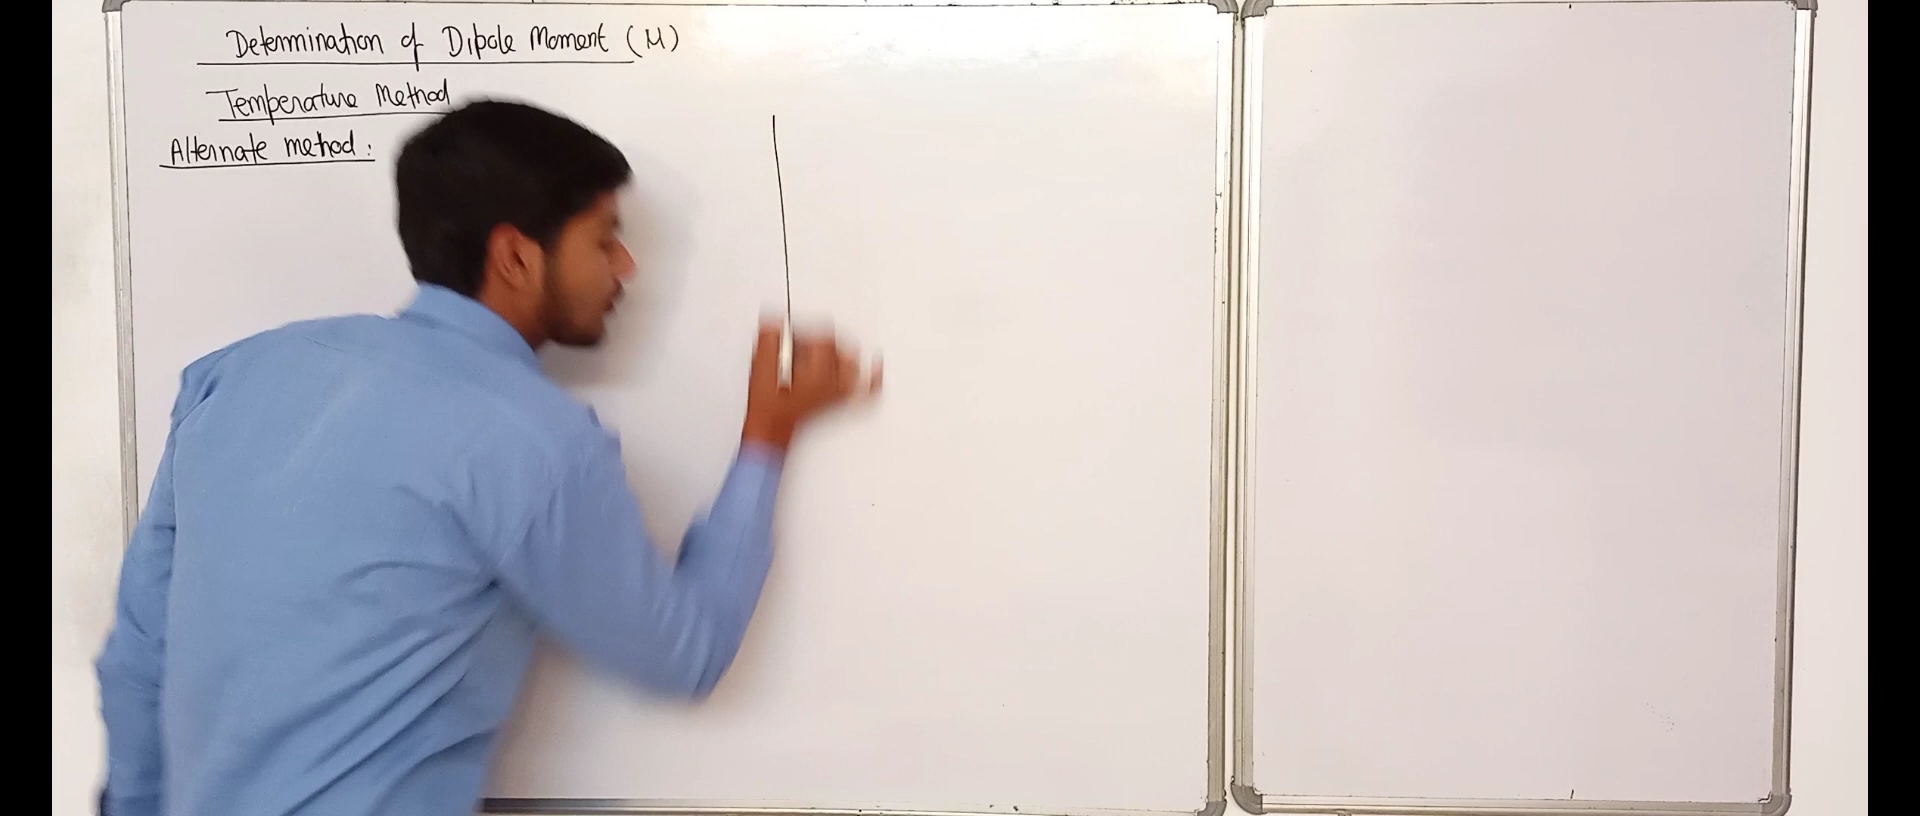 Determination of Dipole Moment (M)
Temperature Method
Alternate method :